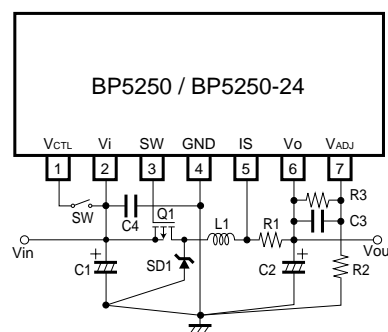 BP5250 / BP5250-24
VCTL Vi SW GND IS Vo VADJ
1 2 3 4 5 6 7
SW C4 Q1 L1 R1 R3
C3
Vin Vou
C1 SD1 C2 R2
+ +